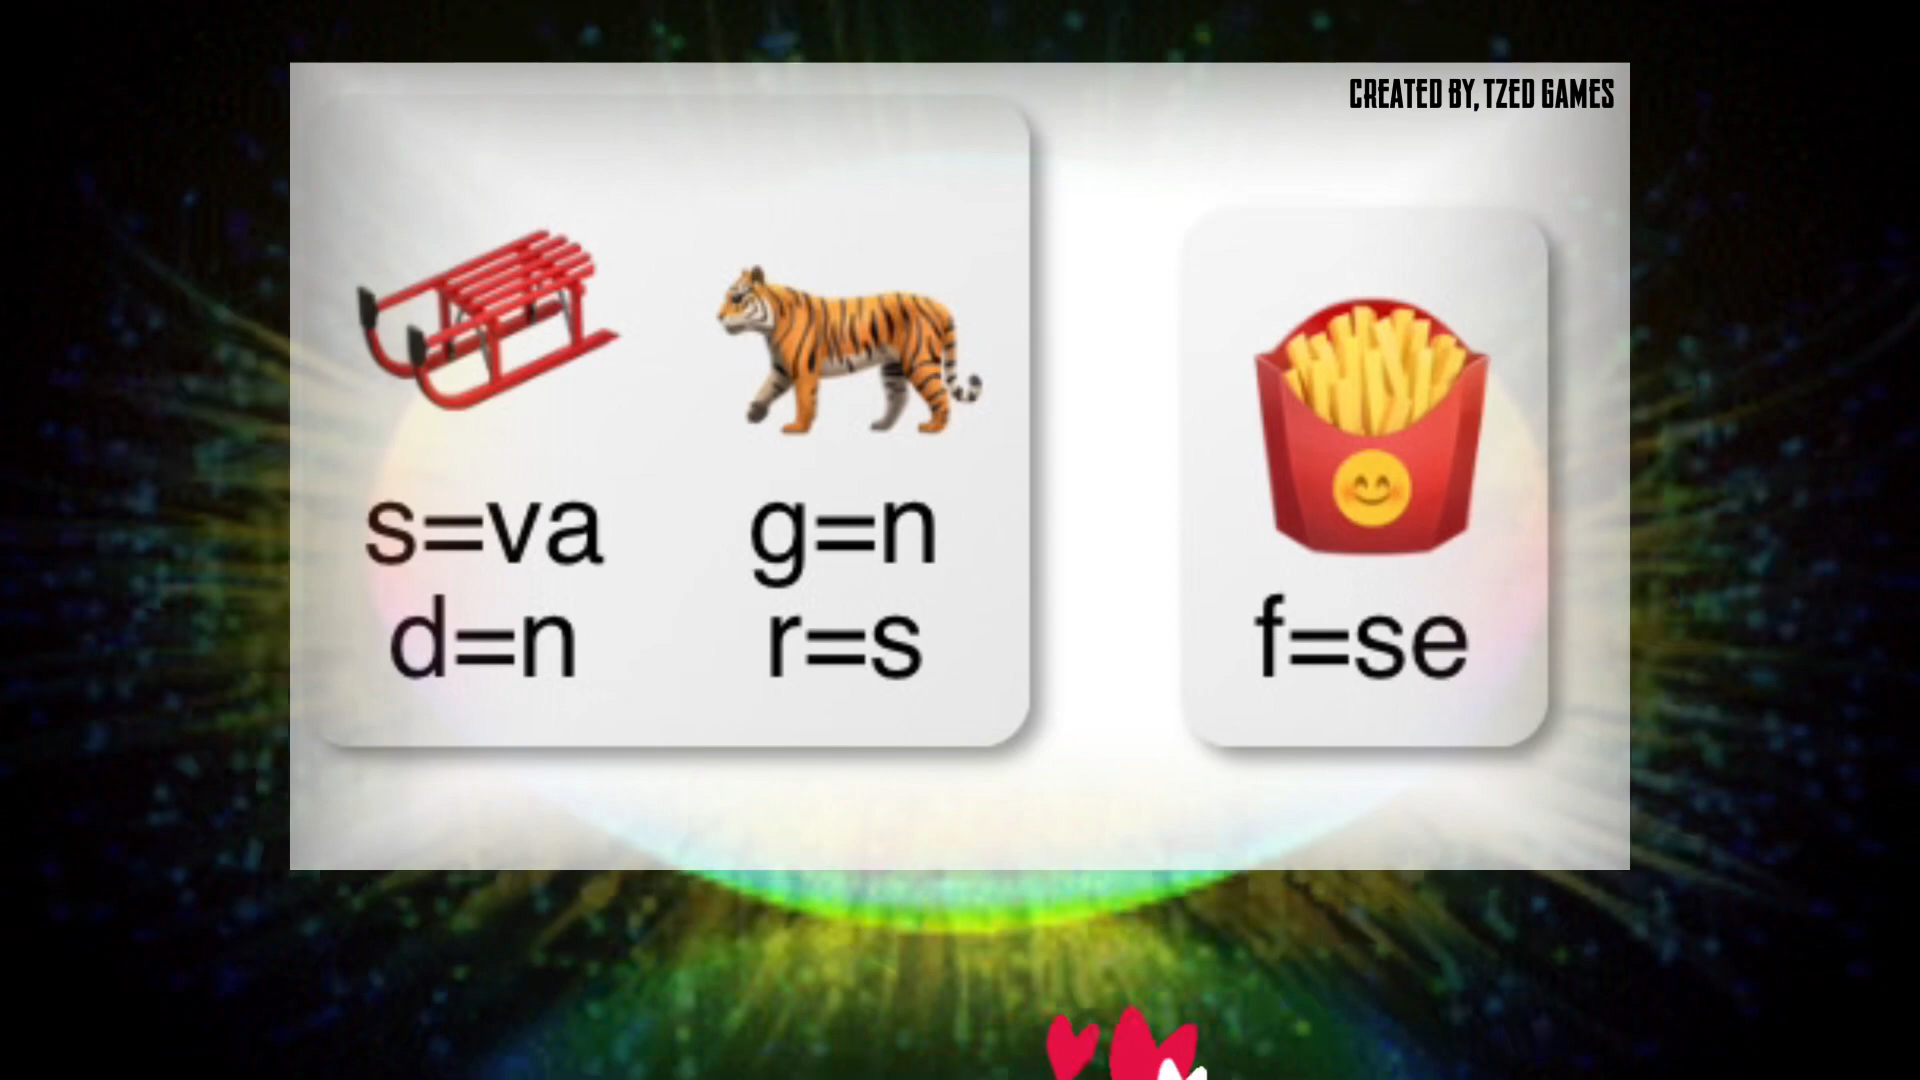 CREATED BY, TZED GAMES
s=va
d=n
g=n
r=s
f=se